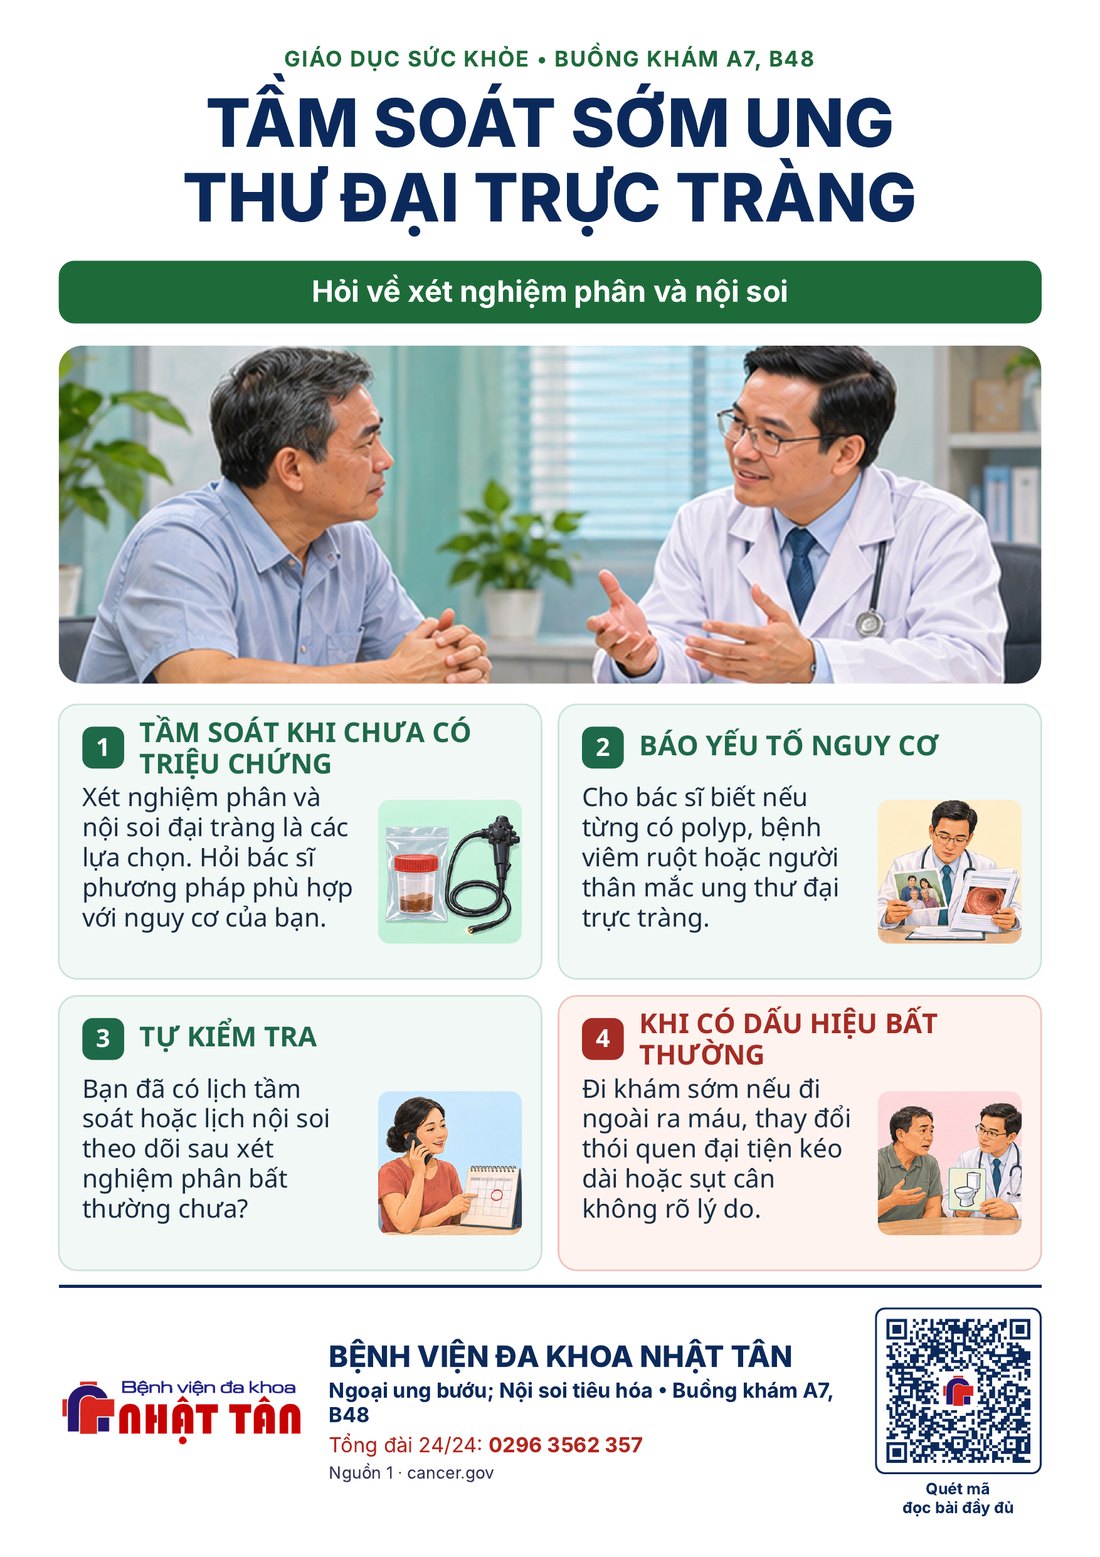 GIÁO DỤC SỨC KHỎE • BUỒNG KHÁM A7, B48
TẦM SOÁT SỚM UNG
THƯ ĐẠI TRỰC TRÀNG
Hỏi về xét nghiệm phân và nội soi
1
TẦM SOÁT KHI CHƯA CÓ
TRIỆU CHỨNG
Xét nghiệm phân và
nội soi đại tràng là các
lựa chọn. Hỏi bác sĩ
phương pháp phù hợp
với nguy cơ của bạn.
2
BÁO YẾU TỐ NGUY CƠ
Cho bác sĩ biết nếu
từng có polyp, bệnh
viêm ruột hoặc người
thân mắc ung thư đại
trực tràng.
3
TỰ KIỂM TRA
Bạn đã có lịch tầm
soát hoặc lịch nội soi
theo dõi sau xét
nghiệm phân bất
thường chưa?
4
KHI CÓ DẤU HIỆU BẤT
THƯỜNG
Đi khám sớm nếu đi
ngoài ra máu, thay đổi
thói quen đại tiện kéo
dài hoặc sụt cân
không rõ lý do.
Bệnh viện đa khoa
NHẬT TÂN
BỆNH VIỆN ĐA KHOA NHẬT TÂN
Ngoại ung bướu; Nội soi tiêu hóa • Buồng khám A7,
B48
Tổng đài 24/24: 0296 3562 357
Nguồn 1 · cancer.gov
Quét mã
đọc bài đầy đủ